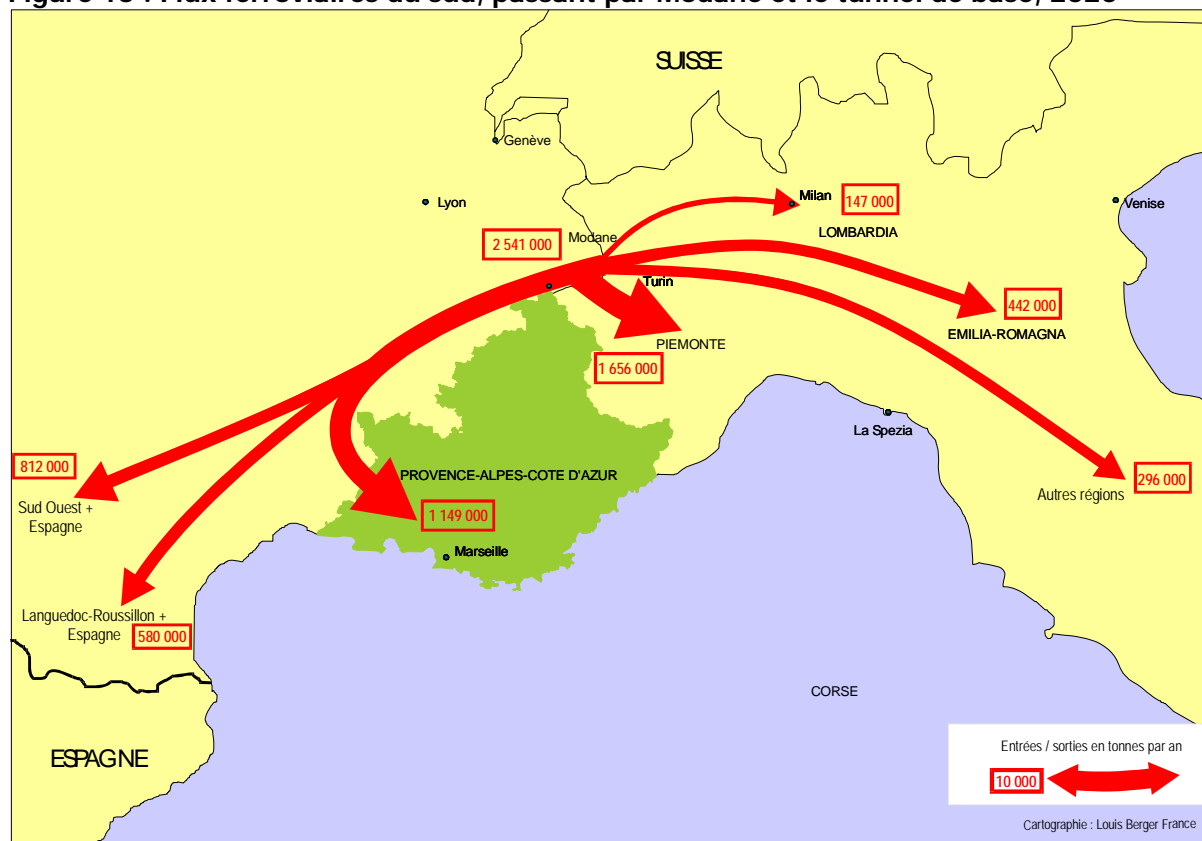 SUISSE
Genève
Lyon
Milan
147 000
Venise
LOMBARDIA
2 541 000
Modane
Turin
442 000
EMILIA-ROMAGNA
PIEMONTE
1 656 000
La Spezia
812 000
PROVENCE-ALPES-COTE D'AZUR
296 000
Autres régions
Sud Ouest +
Espagne
1 149 000
Marseille
Languedoc-Roussillon +
Espagne
580 000
CORSE
ESPAGNE
Entrées / sorties en tonnes par an
10 000
Cartographie : Louis Berger France